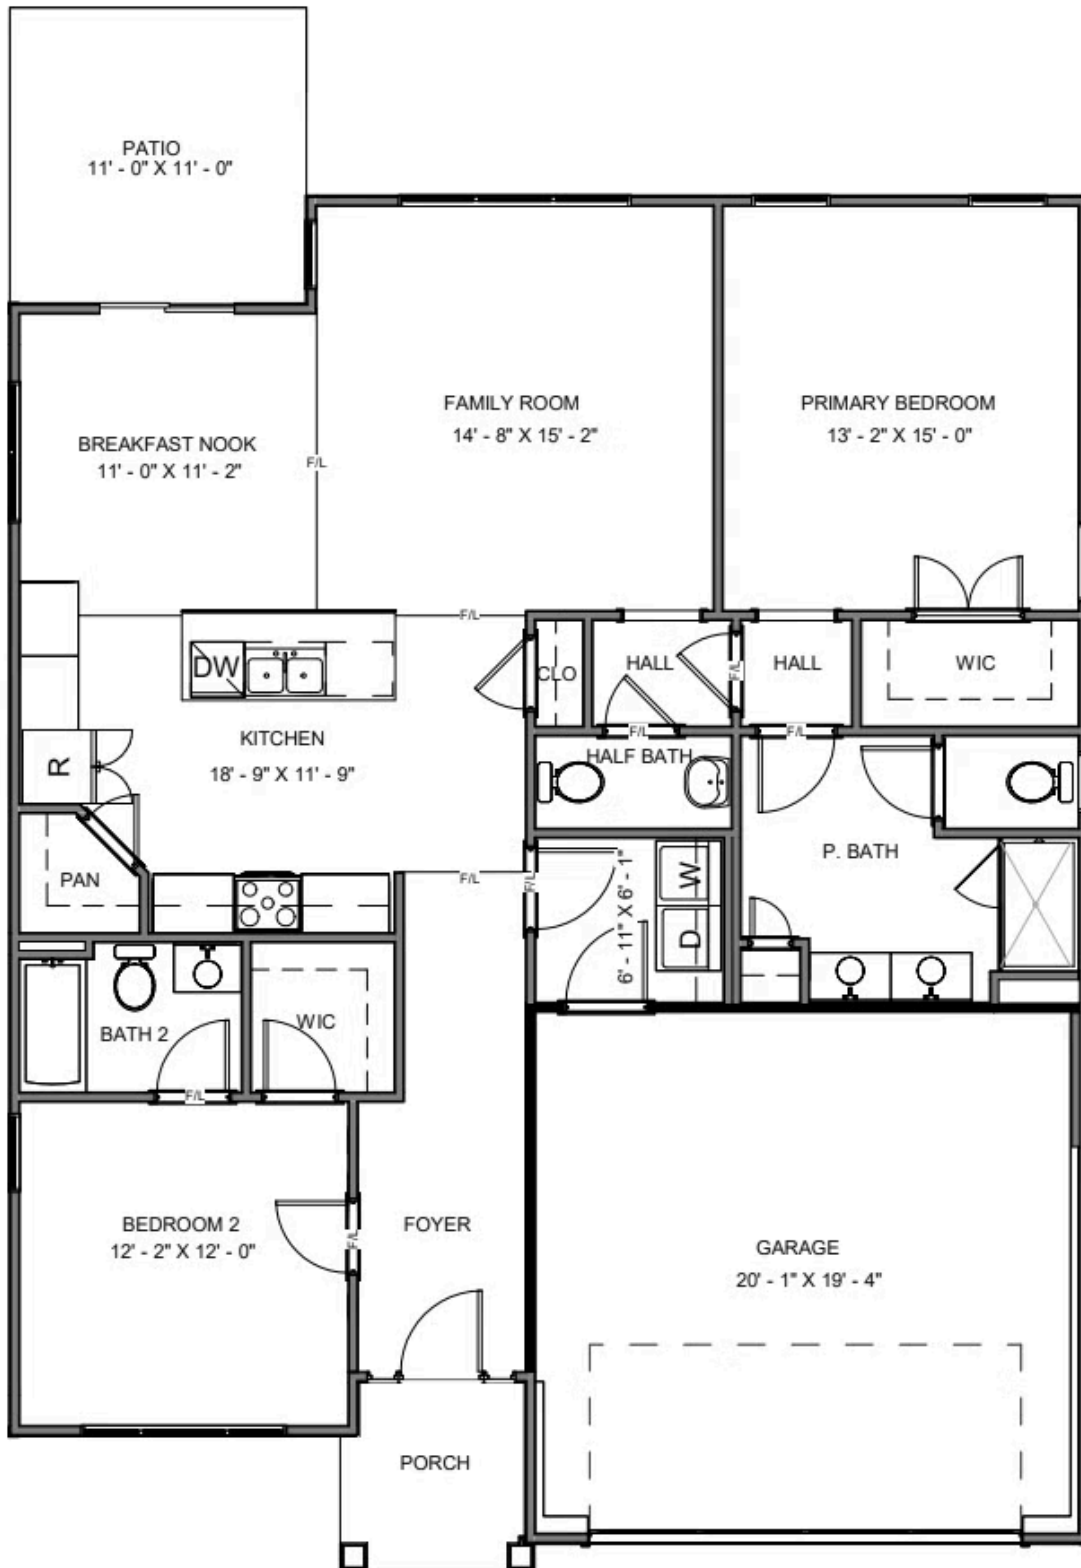 PATIO
11' - 0" X 11' - 0"
FAMILY ROOM
14' - 8" X 15' - 2"
PRIMARY BEDROOM
13' - 2" X 15' - 0"
BREAKFAST NOOK
11' - 0" X 11' - 2"
F/L
F/L
DW
CLO
HALL
F/L
HALL
WIC
KITCHEN
18' - 9" X 11' - 9"
R
F/L
F/L
HALF BATH
PAN
F/L
F/L
6' - 11" X 6' - 1"
W
D
P. BATH
BATH 2
WIC
F/L
BEDROOM 2
12' - 2" X 12' - 0"
F/L
FOYER
GARAGE
20' - 1" X 19' - 4"
PORCH